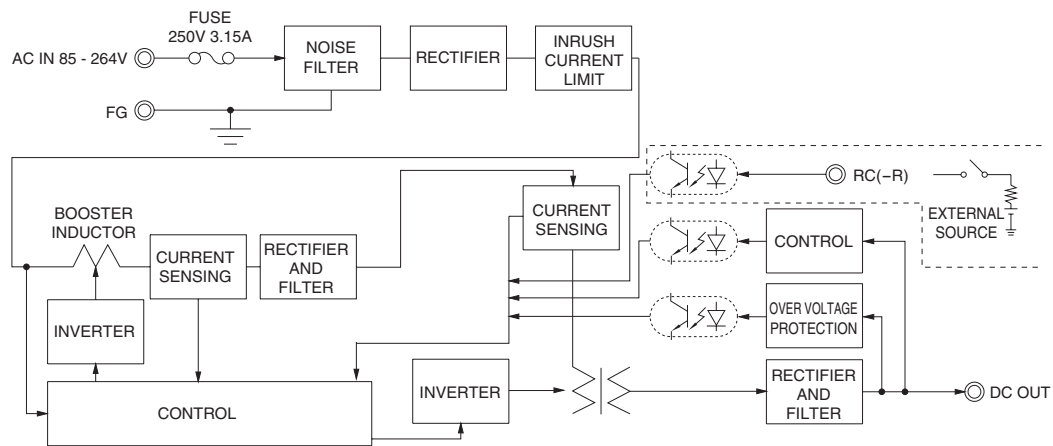 FUSE
250V 3.15A
AC IN 85 - 264V
NOISE
FILTER
RECTIFIER
INRUSH
CURRENT
LIMIT
FG
RC(−R)
EXTERNAL
SOURCE
CURRENT
SENSING
BOOSTER
INDUCTOR
CURRENT
SENSING
RECTIFIER
AND
FILTER
CONTROL
INVERTER
OVER VOLTAGE
PROTECTION
CONTROL
INVERTER
RECTIFIER
AND
FILTER
DC OUT